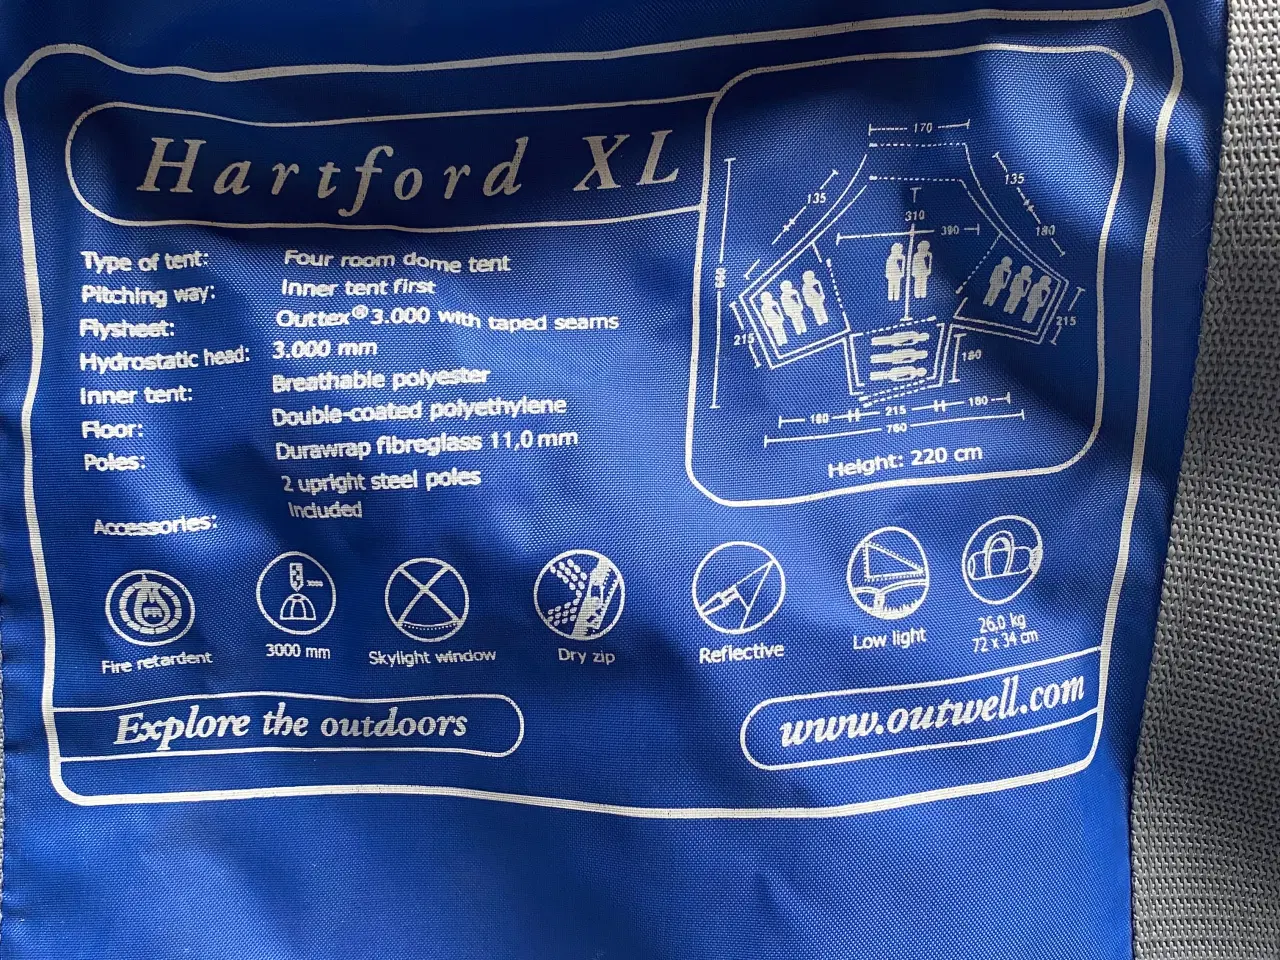 Hartford XL
Type of tent: Four room dome tent
Pitching way: Inner tent first
Flysheet: Outtex® 3.000 with taped seams
Hydrostatic head: 3.000 mm
Inner tent: Breathable polyester
Floor: Double-coated polyethylene
Poles: Durawrap fibreglass 11,0 mm
2 upright steel poles
Accessories: Included
170
135
135
310
390
180
215
215
180
180
215
180
760
Height: 220 cm
Fire retardent
3000 mm
Skylight window
Dry zip
Reflective
Low light
26.0 kg
72 x 34 cm
Explore the outdoors
www.outwell.com